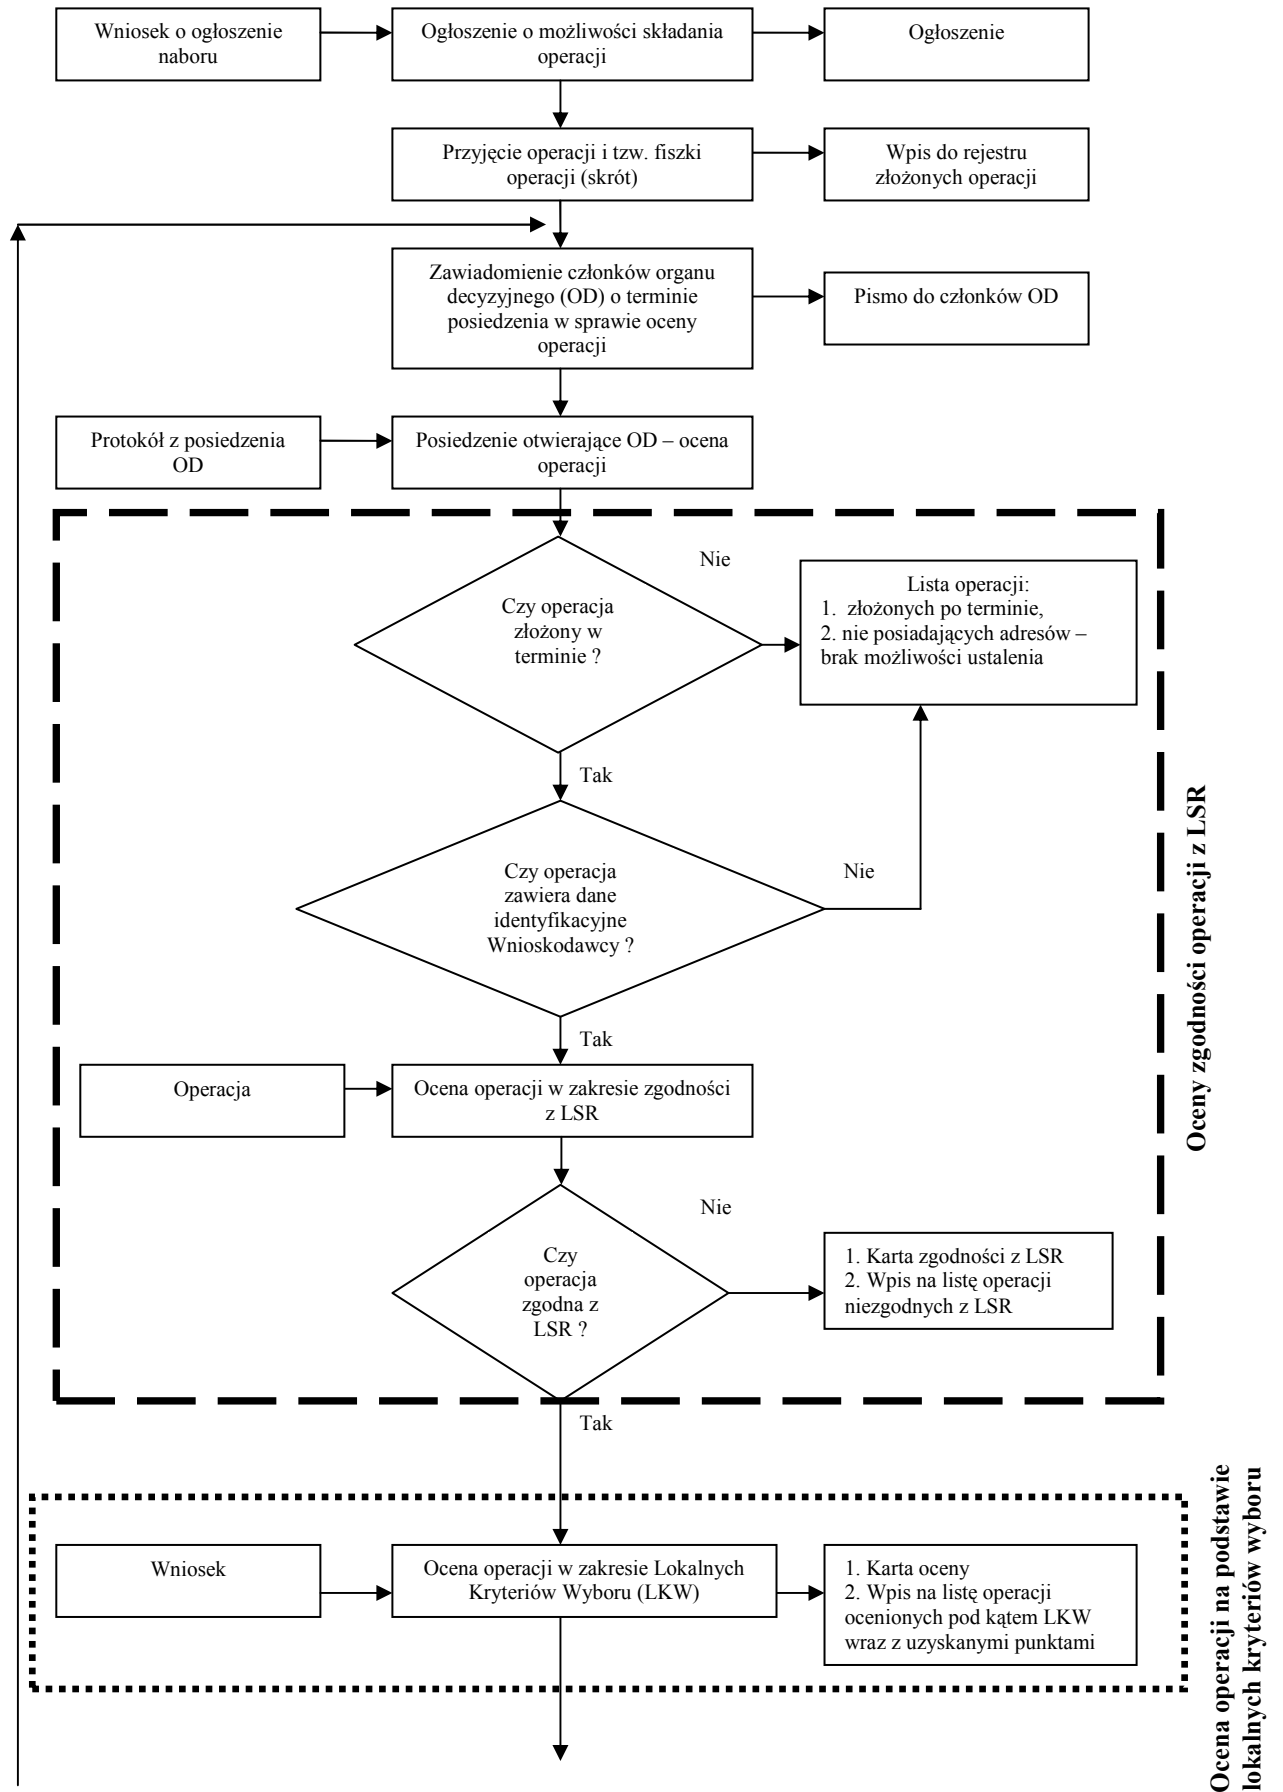 Wniosek o ogłoszenie
naboru
Ogłoszenie o możliwości składania
operacji
Ogłoszenie
Przyjęcie operacji i tzw. fiszki
operacji (skrót)
Wpis do rejestru
złożonych operacji
Zawiadomienie członków organu
decyzyjnego (OD) o terminie
posiedzenia w sprawie oceny
operacji
Pismo do członków OD
Protokół z posiedzenia
OD
Posiedzenie otwierające OD – ocena
operacji
Nie
Czy operacja
złożony w
terminie ?
Lista operacji:
1. złożonych po terminie,
2. nie posiadających adresów –
brak możliwości ustalenia
Tak
Czy operacja
zawiera dane
identyfikacyjne
Wnioskodawcy ?
Nie
Tak
Operacja
Ocena operacji w zakresie zgodności
z LSR
Nie
Czy
operacja
zgodna z
LSR ?
1. Karta zgodności z LSR
2. Wpis na listę operacji
niezgodnych z LSR
Tak
Oceny zgodności operacji z LSR
Wniosek
Ocena operacji w zakresie Lokalnych
Kryteriów Wyboru (LKW)
1. Karta oceny
2. Wpis na listę operacji
ocenionych pod kątem LKW
wraz z uzyskanymi punktami
Ocena operacji na podstawie
lokalnych kryteriów wyboru